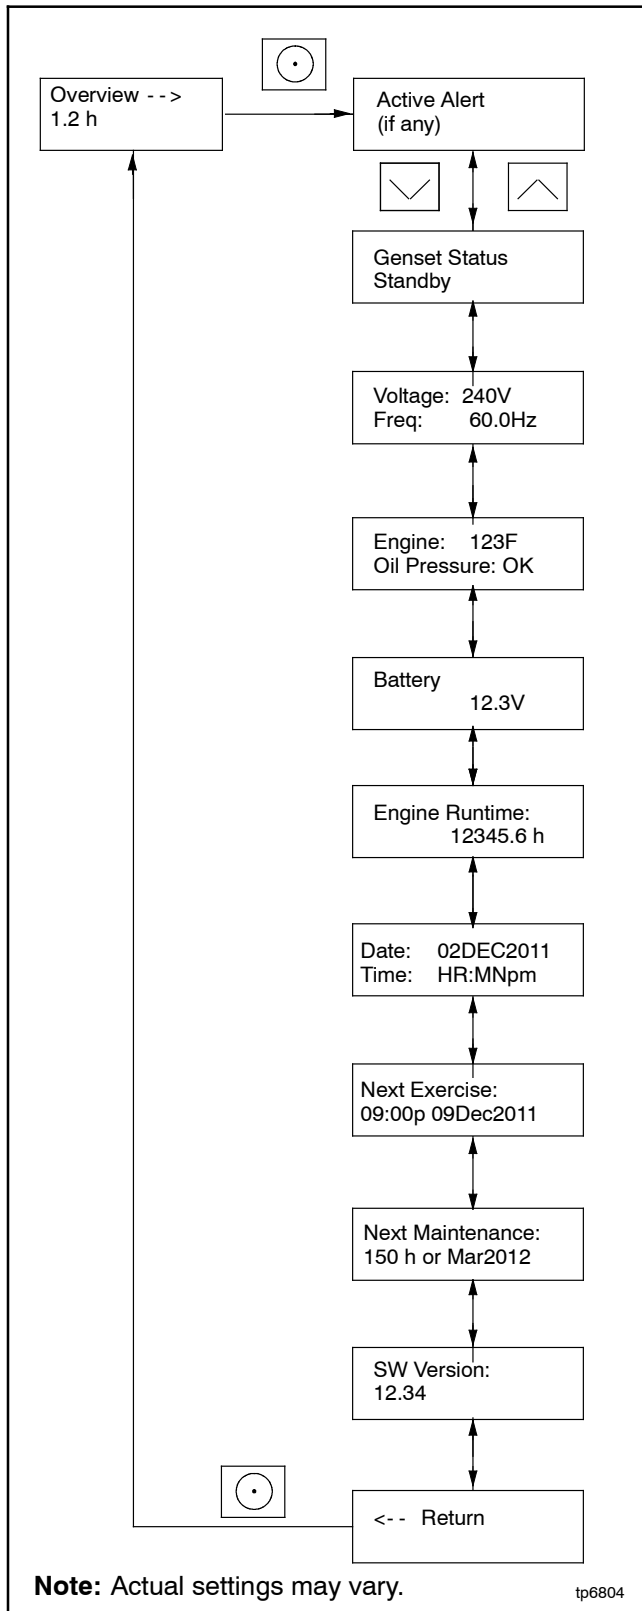 Overview -->
1.2 h
Active Alert
(if any)
Genset Status
Standby
Voltage: 240V
Freq: 60.0Hz
Engine: 123F
Oil Pressure: OK
Battery
12.3V
Engine Runtime:
12345.6 h
Date: 02DEC2011
Time: HR:MNpm
Next Exercise:
09:00p 09Dec2011
Next Maintenance:
150 h or Mar2012
SW Version:
12.34
<-- Return
Note: Actual settings may vary.
tp6804